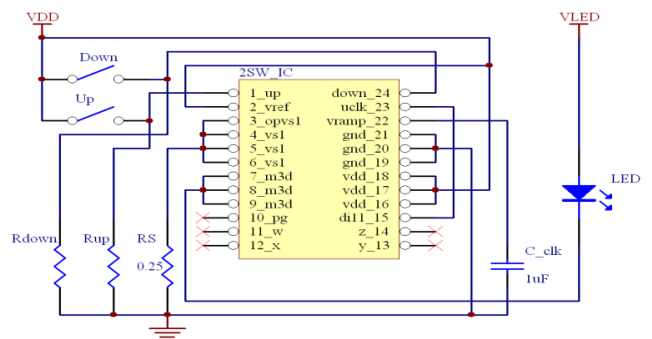 VDD
VLED
Down
Up
2SW_IC
1_up
down_24
2_vref
uclk_23
3_opvs1
vramp_22
4_vs1
gnd_21
5_vs1
gnd_20
6_vs1
gnd_19
7_m3d
vdd_18
8_m3d
vdd_17
9_m3d
vdd_16
10_pg
di11_15
11_w
z_14
12_x
y_13
LED
Rdown
Rup
RS
0.25
C_clk
1uF